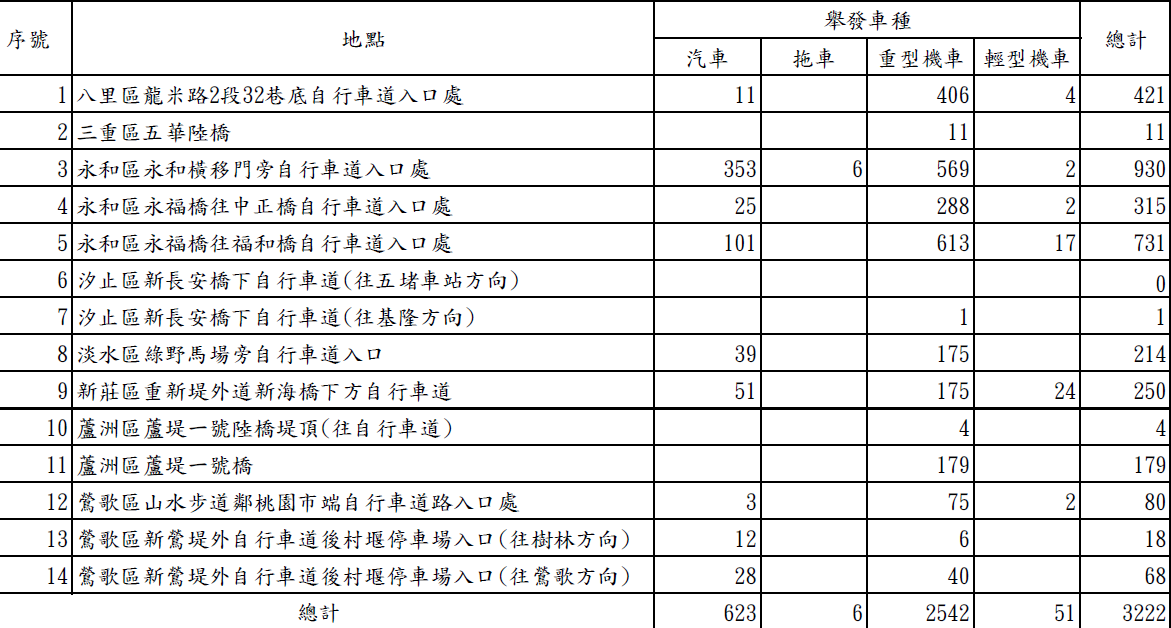 序號 地點 舉發車種 總計
汽車 拖車 重型機車 輕型機車
1 八里區龍米路2段32巷底自行車道入口處 11 406 4 421
2 三重區五華陸橋 11 11
3 永和區永和橫移門旁自行車道入口處 353 6 569 2 930
4 永和區永福橋往中正橋自行車道入口處 25 288 2 315
5 永和區永福橋往福和橋自行車道入口處 101 613 17 731
6 汐止區新長安橋下自行車道(往五堵車站方向) 0
7 汐止區新長安橋下自行車道(往基隆方向) 1 1
8 淡水區綠野馬場旁自行車道入口 39 175 214
9 新莊區重新堤外道新海橋下方自行車道 51 175 24 250
10 蘆洲區蘆堤一號陸橋堤頂(往自行車道) 4 4
11 蘆洲區蘆堤一號橋 179 179
12 鶯歌區山水步道鄰桃園市端自行車道路入口處 3 75 2 80
13 鶯歌區新鶯堤外自行車道後村堰停車場入口(往樹林方向) 12 6 18
14 鶯歌區新鶯堤外自行車道後村堰停車場入口(往鶯歌方向) 28 40 68
總計 623 6 2542 51 3222